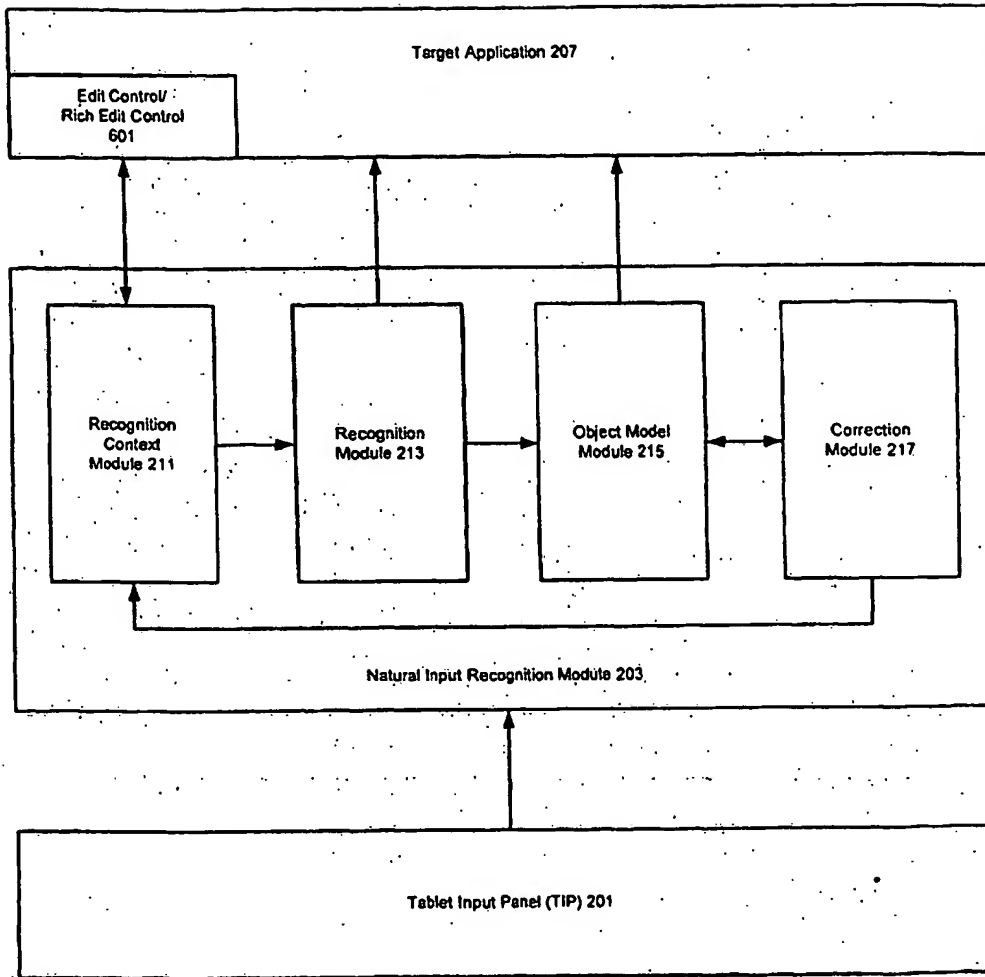 Target Application 207
Edit Control/
Rich Edit Control
601
Recognition
Context
Module 211
Recognition
Module 213
Object Model
Module 215
Correction
Module 217
Natural Input Recognition Module 203
Tablet Input Panel (TIP) 201